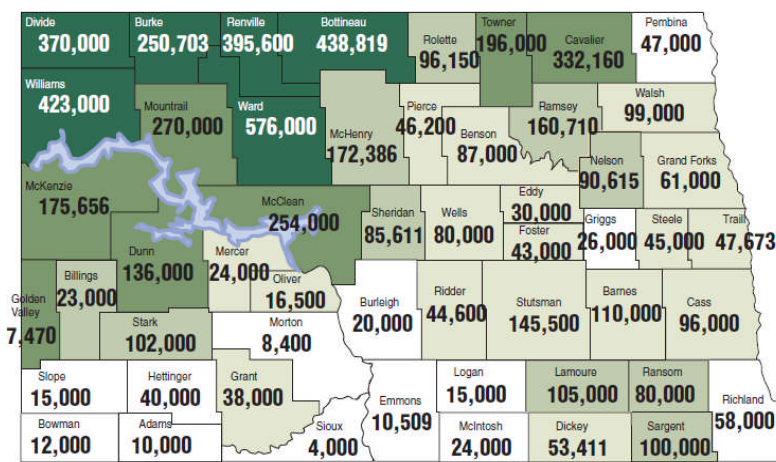 Divide
370,000
Burke
250,703
Renville
395,600
Bottineau
438,819
Rolette
96,150
Towner
196,000
Cavalier
332,160
Pembina
47,000
Williams
423,000
Mountrail
270,000
Ward
576,000
McHenry
172,386
Pierce
46,200
Benson
87,000
Ramsey
160,710
Walsh
99,000
Nelson
90,615
Grand Forks
61,000
McKenzie
175,656
McClean
254,000
Sheridan
85,611
Wells
80,000
Eddy
30,000
Foster
43,000
Griggs
26,000
Steele
45,000
Traill
47,673
Dunn
136,000
Mercer
24,000
Oliver
16,500
Golden
Valley
7,470
Billings
23,000
Stark
102,000
Morton
8,400
Burleigh
20,000
Ridder
44,600
Stutsman
145,500
Barnes
110,000
Cass
96,000
Slope
15,000
Hettinger
40,000
Grant
38,000
Sioux
4,000
Emmons
10,509
Logan
15,000
Lamoure
105,000
Ransom
80,000
Richland
58,000
Bowman
12,000
Adams
10,000
McIntosh
24,000
Dickey
53,411
Sargent
100,000